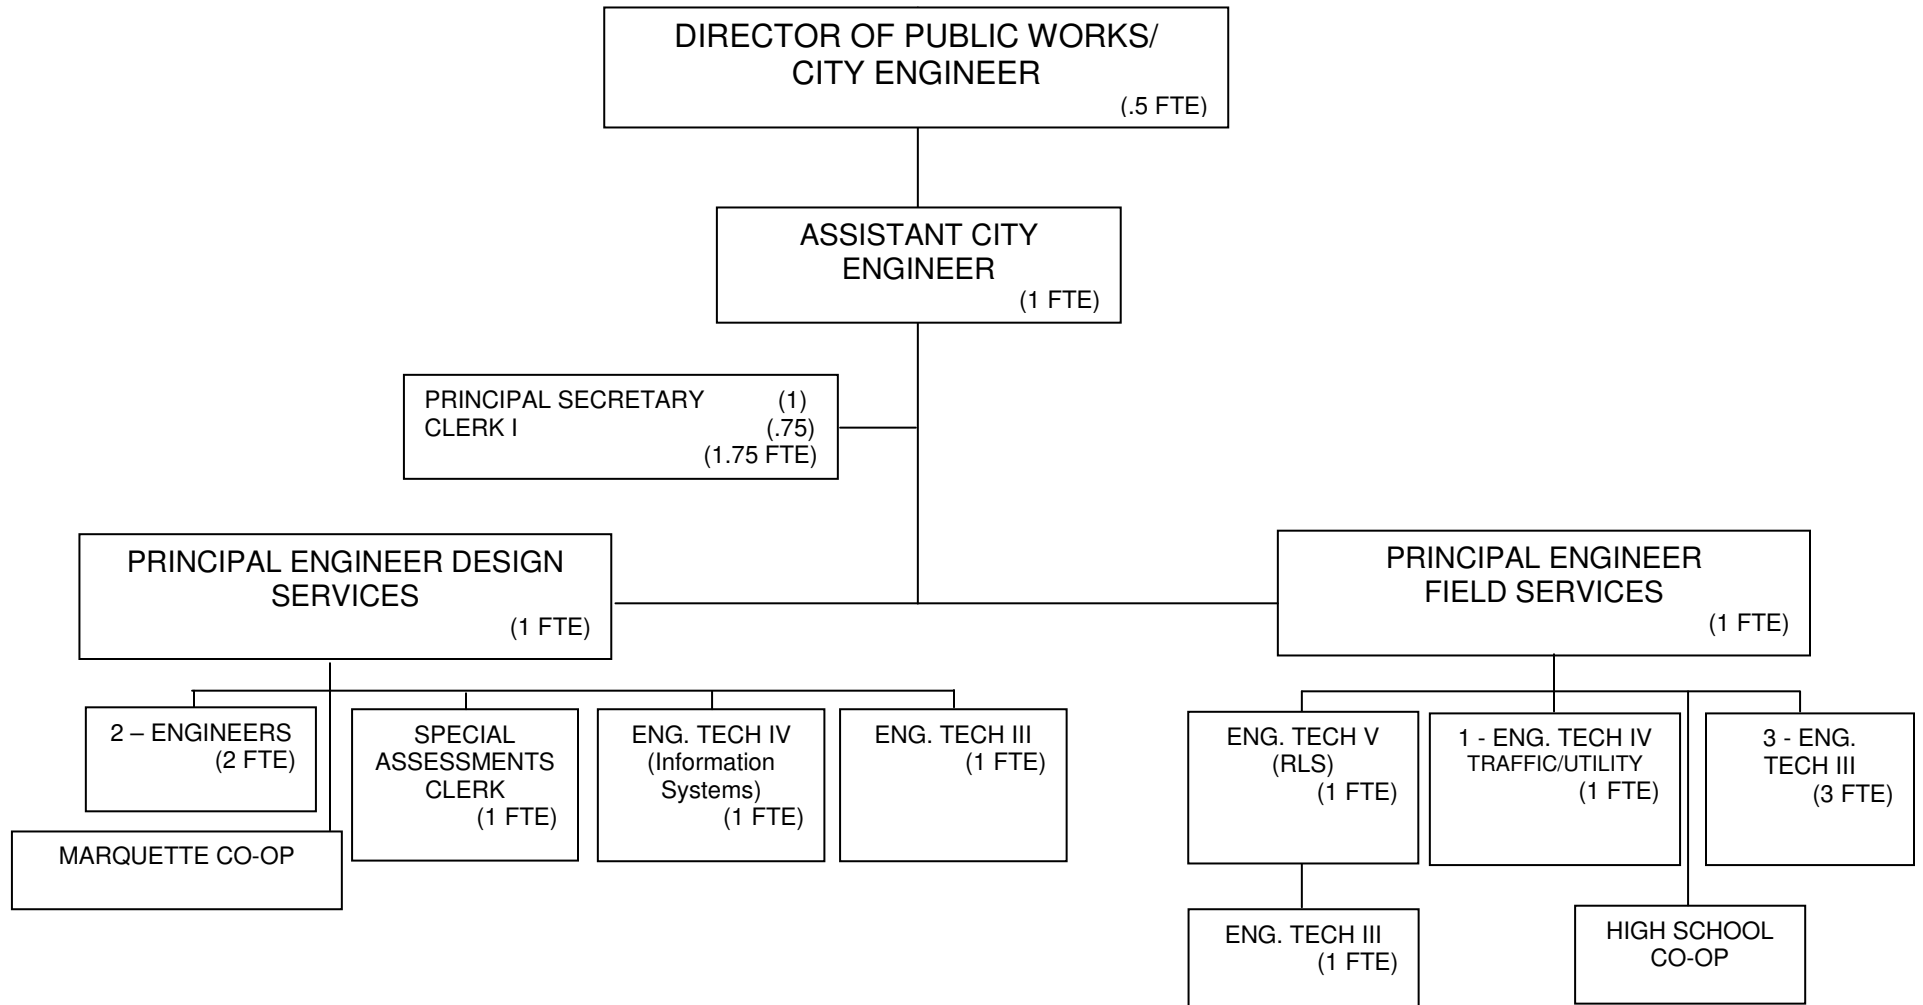 DIRECTOR OF PUBLIC WORKS/
CITY ENGINEER
(.5 FTE)
ASSISTANT CITY
ENGINEER
(1 FTE)
PRINCIPAL SECRETARY (1)
CLERK I (.75)
(1.75 FTE)
PRINCIPAL ENGINEER DESIGN
SERVICES
(1 FTE)
PRINCIPAL ENGINEER
FIELD SERVICES
(1 FTE)
2 – ENGINEERS
(2 FTE)
SPECIAL
ASSESSMENTS
CLERK
(1 FTE)
ENG. TECH IV
(Information
Systems)
(1 FTE)
ENG. TECH III
(1 FTE)
MARQUETTE CO-OP
ENG. TECH V
(RLS)
(1 FTE)
1 - ENG. TECH IV
TRAFFIC/UTILITY
(1 FTE)
3 - ENG.
TECH III
(3 FTE)
ENG. TECH III
(1 FTE)
HIGH SCHOOL
CO-OP